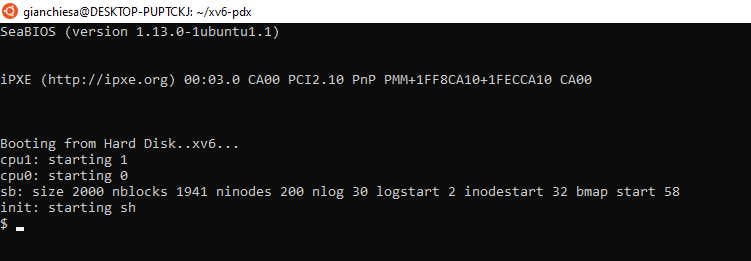 gianchiesa@DESKTOP-PUPTCKJ: ~/xv6-pdx
SeaBIOS (version 1.13.0-1ubuntu1.1)
iPXE (http://ipxe.org) 00:03.0 CA00 PCI2.10 PnP PMM+1FF8CA10+1FECCA10 CA00
Booting from Hard Disk..xv6...
cpu1: starting 1
cpu0: starting 0
sb: size 2000 nblocks 1941 ninodes 200 nlog 30 logstart 2 inodestart 32 bmap start 58
init: starting sh
$